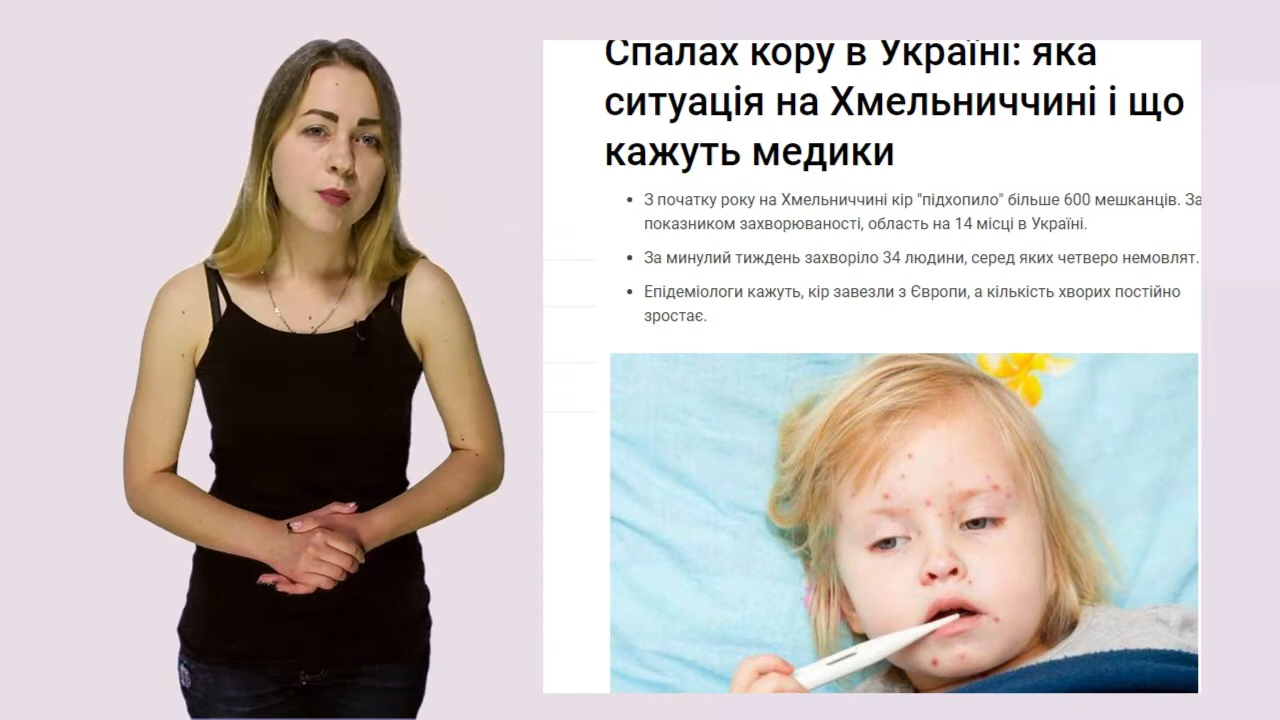 Спалах кору в Україні: яка
ситуація на Хмельниччині і що
кажуть медики
З початку року на Хмельниччині кір "підхопило" більше 600 мешканців. За
показником захворюваності, область на 14 місці в Україні.
За минулий тиждень захворіло 34 людини, серед яких четверо немовлят.
Епідеміологи кажуть, кір завезли з Європи, а кількість хворих постійно
зростає.